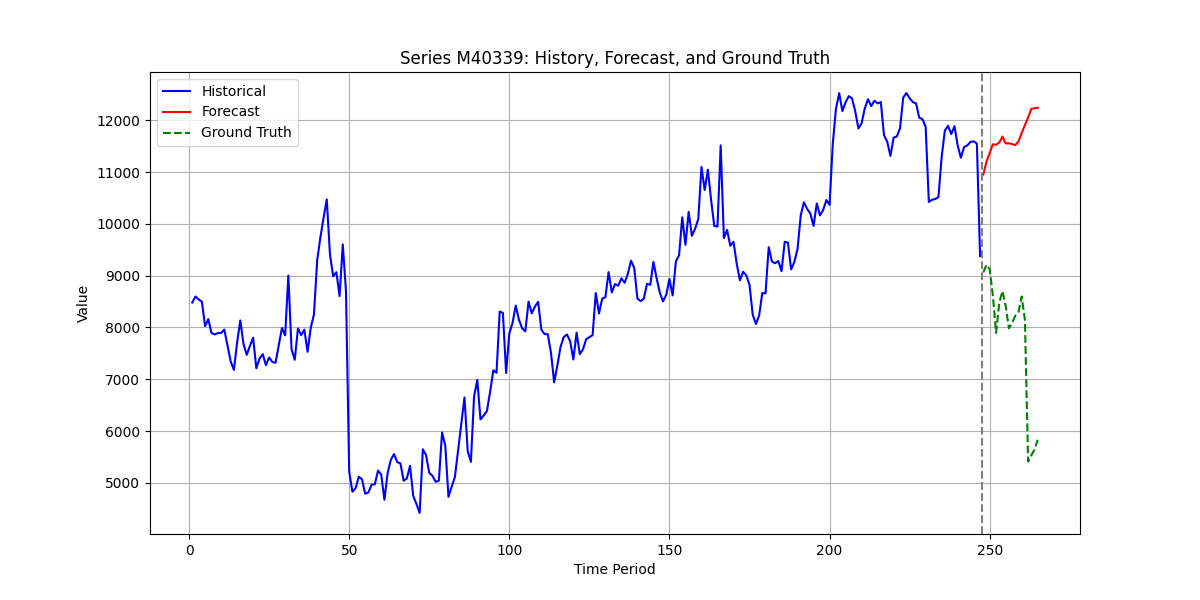 Series M40339: History, Forecast, and Ground Truth
Historical
Forecast
Ground Truth
Value
12000
11000
10000
9000
8000
7000
6000
5000
0 50 100 150 200 250
Time Period